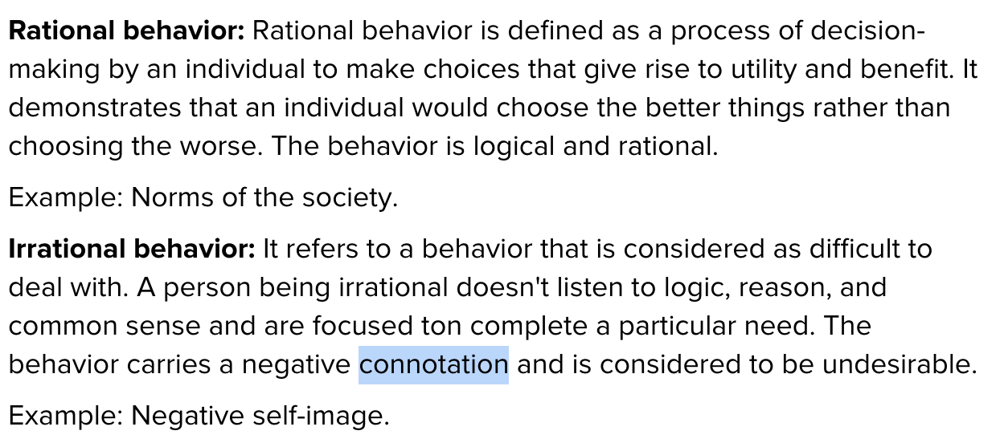 Rational behavior: Rational behavior is defined as a process of decision-
making by an individual to make choices that give rise to utility and benefit. It
demonstrates that an individual would choose the better things rather than
choosing the worse. The behavior is logical and rational.
Example: Norms of the society.
Irrational behavior: It refers to a behavior that is considered as difficult to
deal with. A person being irrational doesn't listen to logic, reason, and
common sense and are focused ton complete a particular need. The
behavior carries a negative connotation and is considered to be undesirable.
Example: Negative self-image.